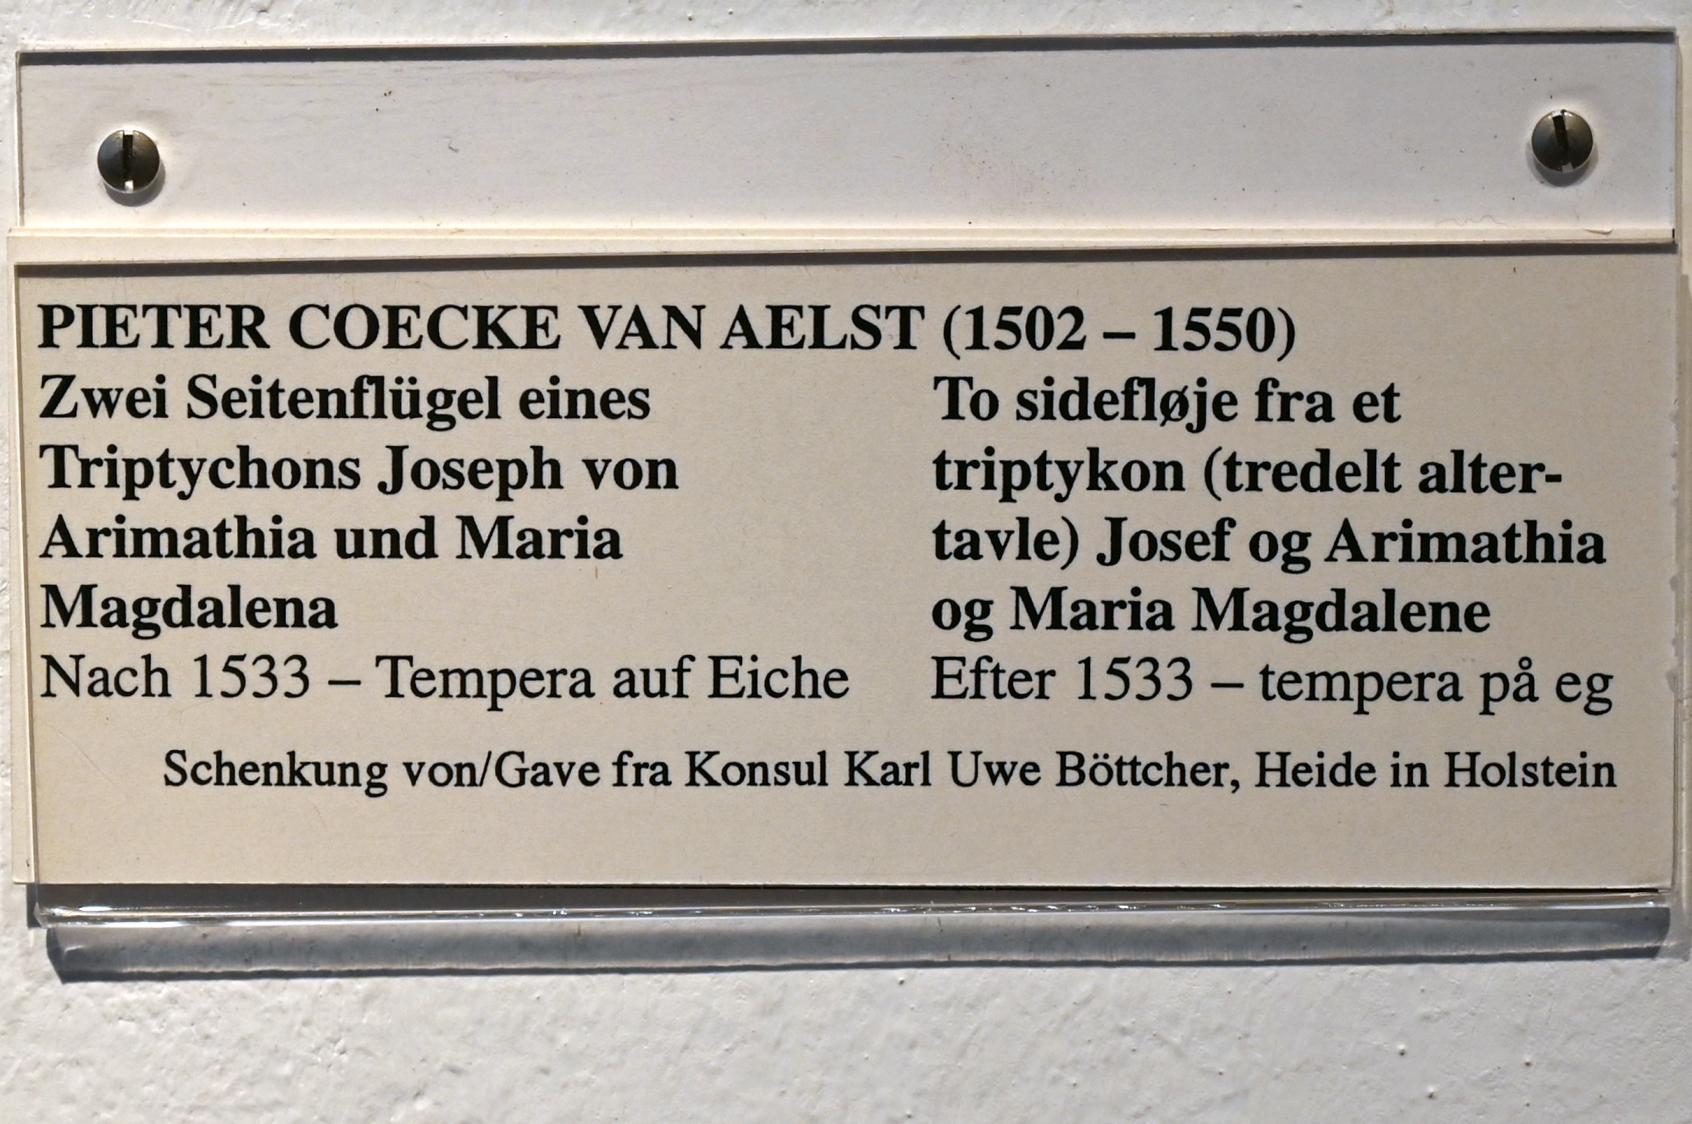 PIETER COECKE VAN AELST (1502 – 1550)
Zwei Seitenflügel eines
Triptychons Joseph von
Arimathia und Maria
Magdalena
Nach 1533 – Tempera auf Eiche
To sidefløje fra et
triptykon (tredelt alter-
tavle) Josef og Arimathia
og Maria Magdalene
Efter 1533 – tempera på eg
Schenkung von/Gave fra Konsul Karl Uwe Böttcher, Heide in Holstein